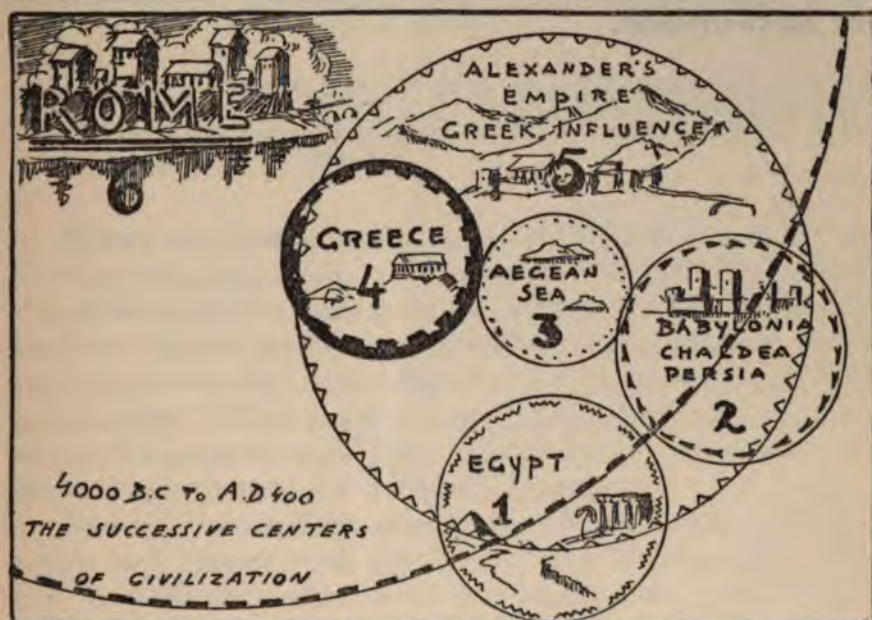 ROME
6
ALEXANDER'S
EMPIRE
GREEK INFLUENCE
5
GREECE
4
AEGEAN
SEA
3
BABYLONIA
CHALDEA
PERSIA
2
EGYPT
1
4000 B.C TO A.D 400
THE SUCCESSIVE CENTERS
OF CIVILIZATION